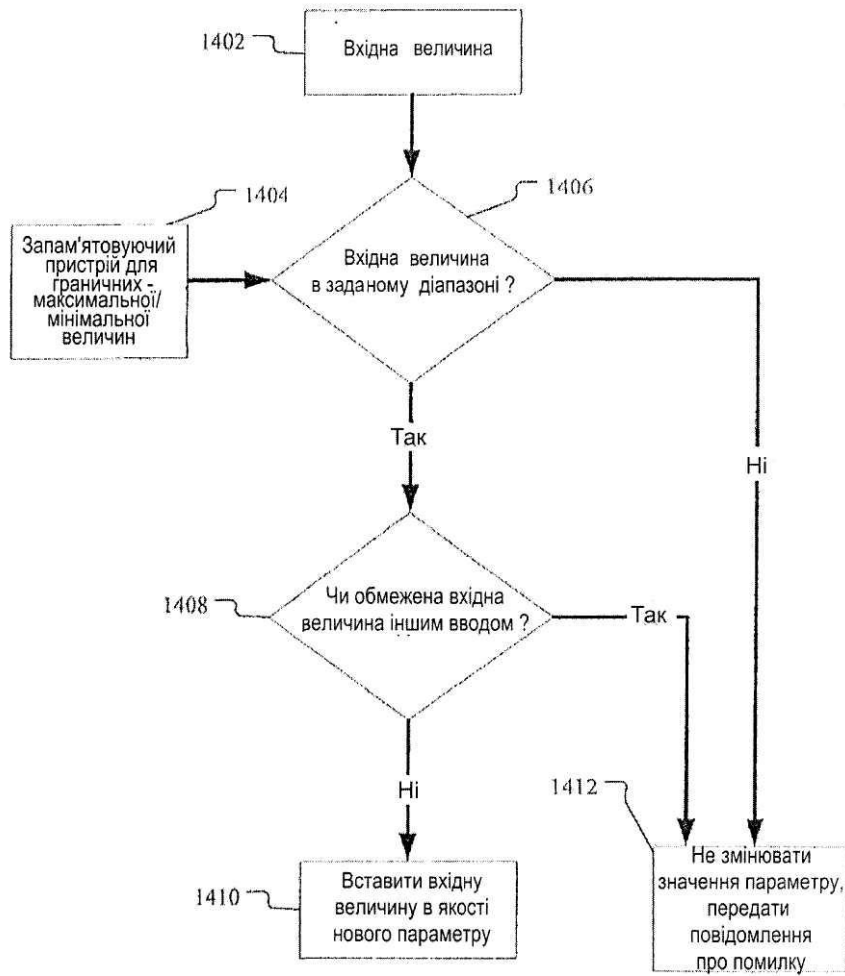 1402
Вхідна величина
1404
1406
Запам'ятовуючий
пристрій для
граничних -
максимальної/
мінімальної
величин
Вхідна величина
в заданому діапазоні ?
Так
Ні
1408
Чи обмежена вхідна
величина іншим вводом ?
Так
Ні
1412
1410
Вставити вхідну
величину в якості
нового параметру
Не змінювати
значення параметру,
передати
повідомлення
про помилку